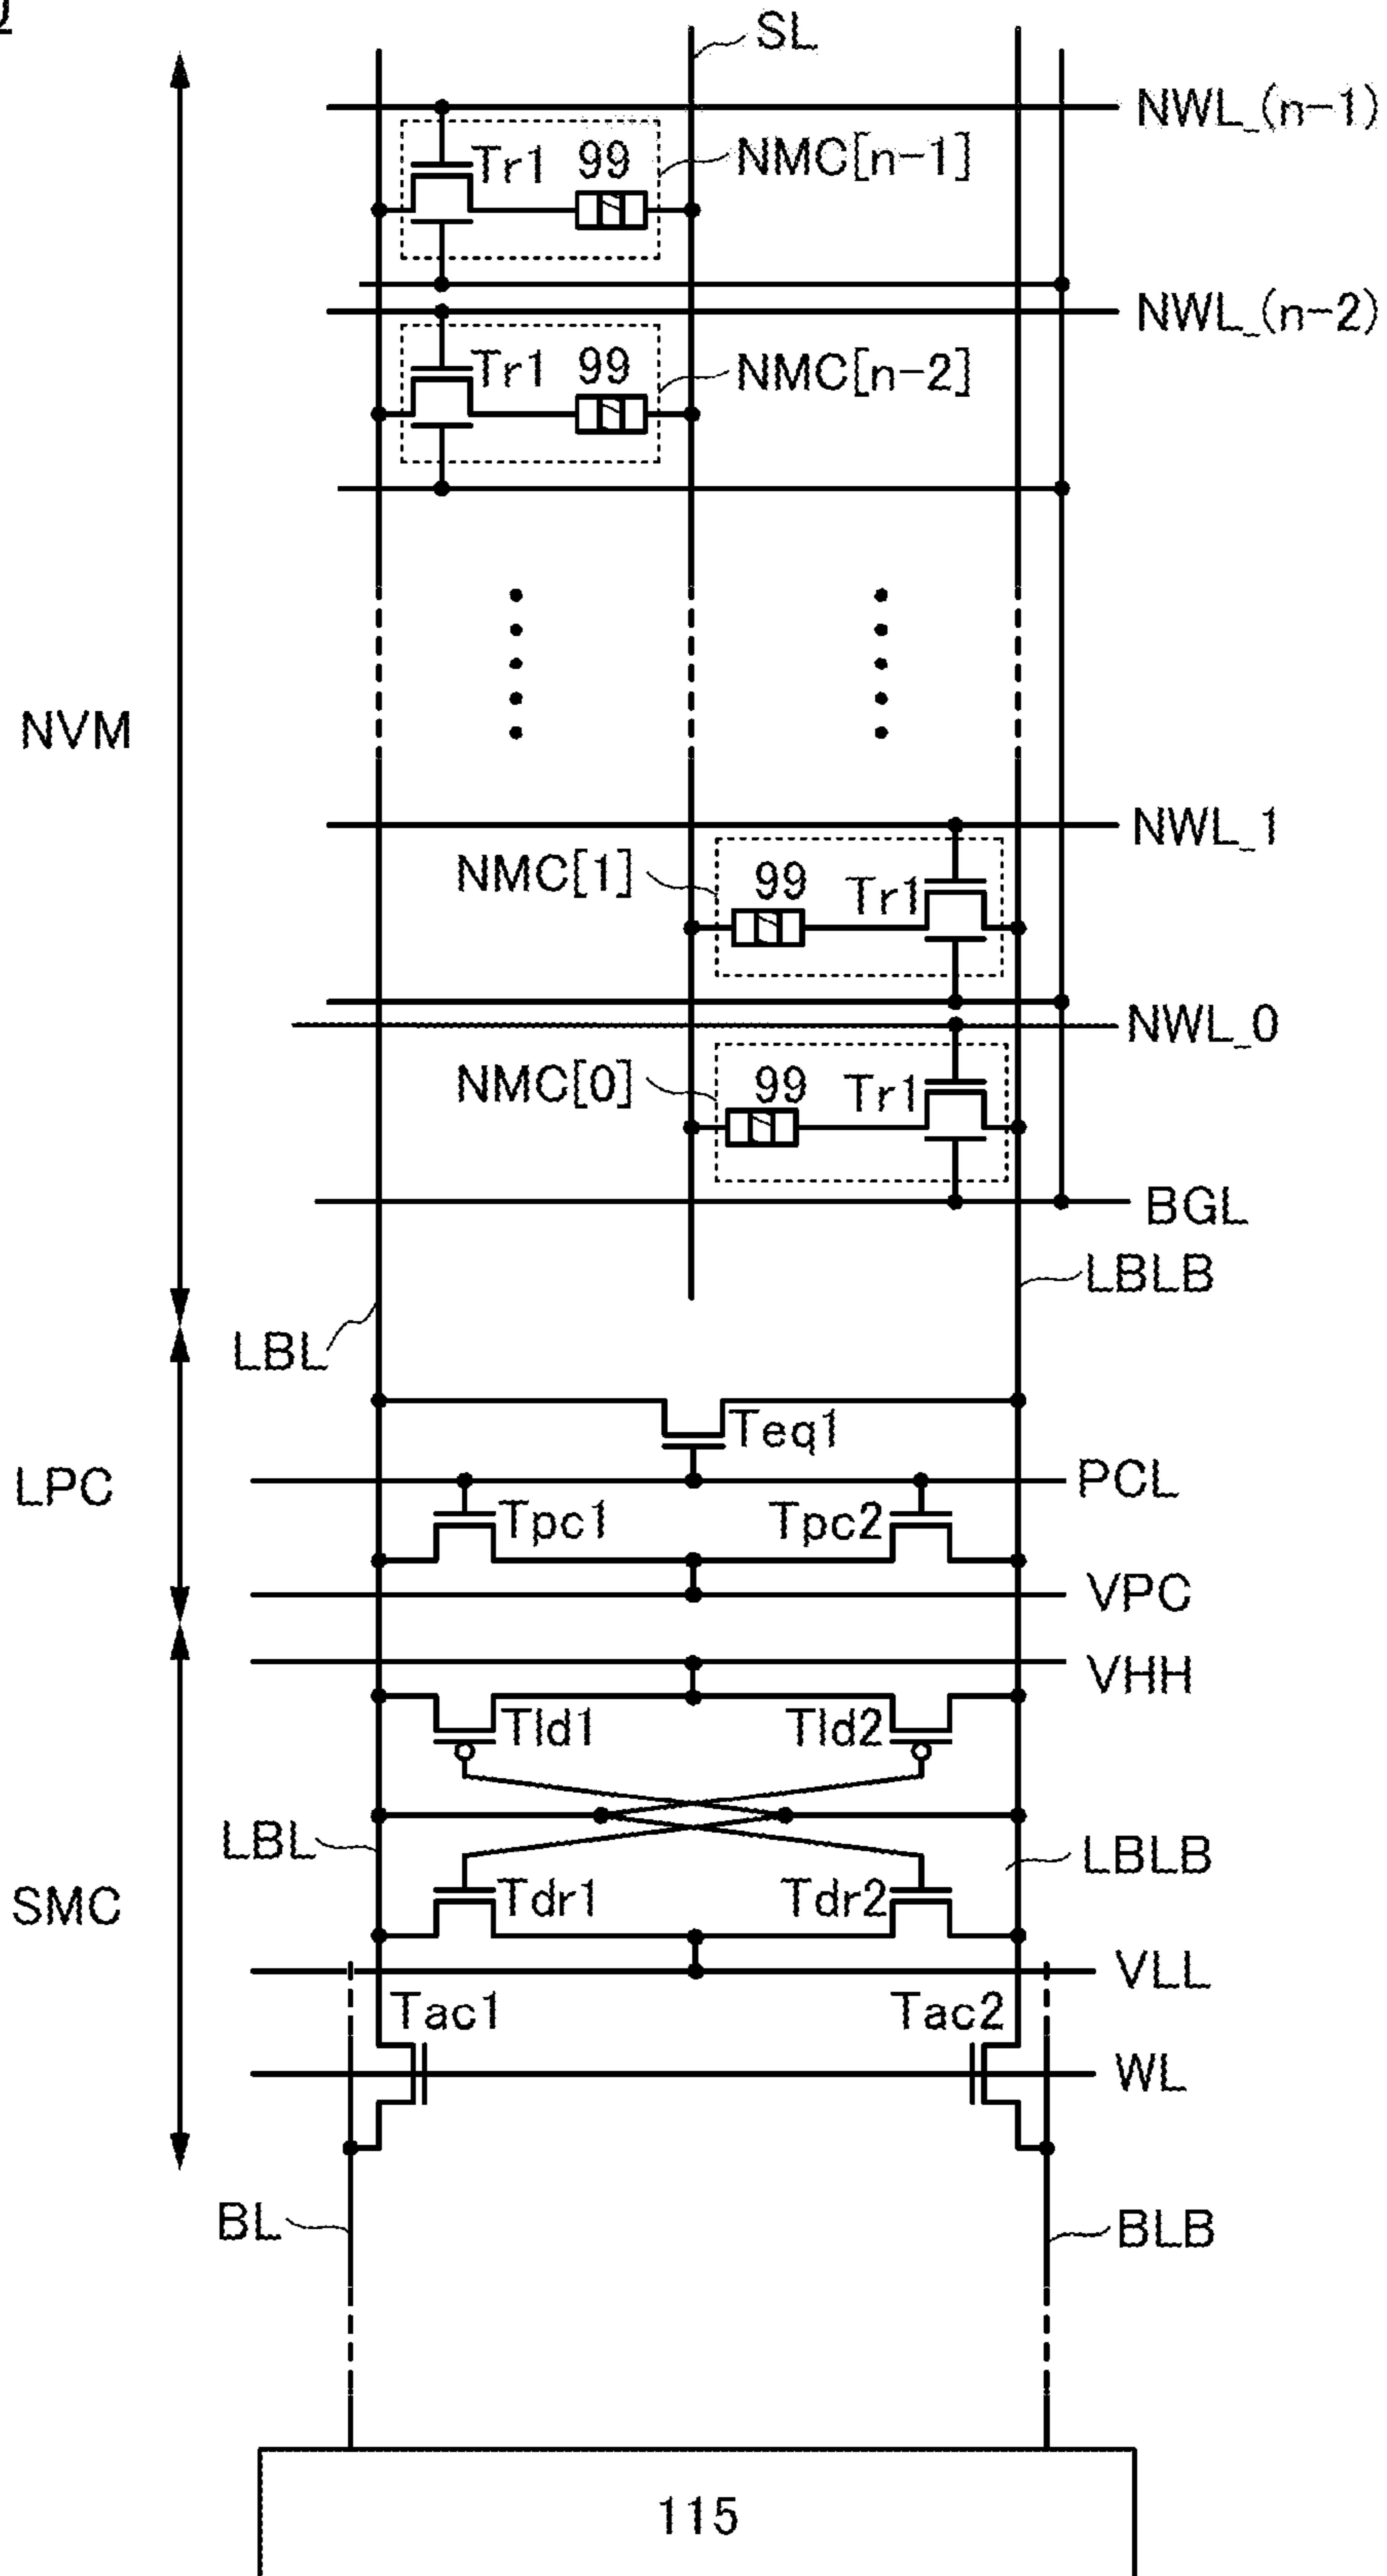 SL
NWL_(n-1)
Tr1 99 NMC[n-1]
NWL_(n-2)
Tr1 99 NMC[n-2]
NVM
NWL_1
NMC[1] 99 Tr1
NWL_0
NMC[0] 99 Tr1
BGL
LBLB
LBL
Teq1
LPC
PCL
Tpc1 Tpc2
VPC
VHH
Tld1 Tld2
LBL LBLB
SMC
Tdr1 Tdr2
VLL
Tac1 Tac2
WL
BL BLB
115